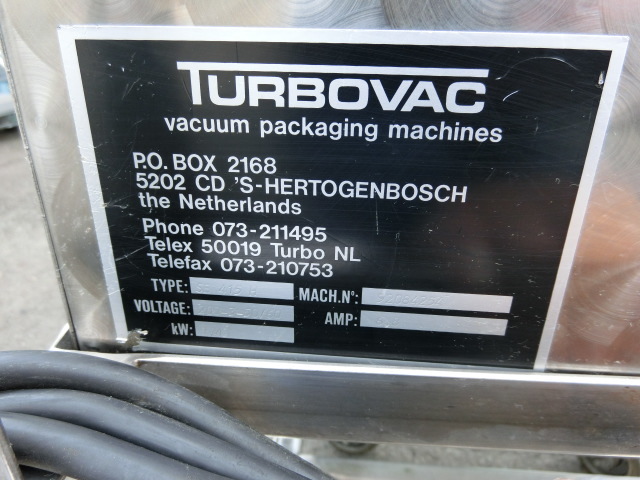 TURBOVAC
vacuum packaging machines
P.O. BOX 2168
5202 CD 'S-HERTOGENBOSCH
the Netherlands
Phone 073-211495
Telex 50019 Turbo NL
Telefax 073-210753
TYPE: MACH.Nº:
VOLTAGE: AMP:
kW: